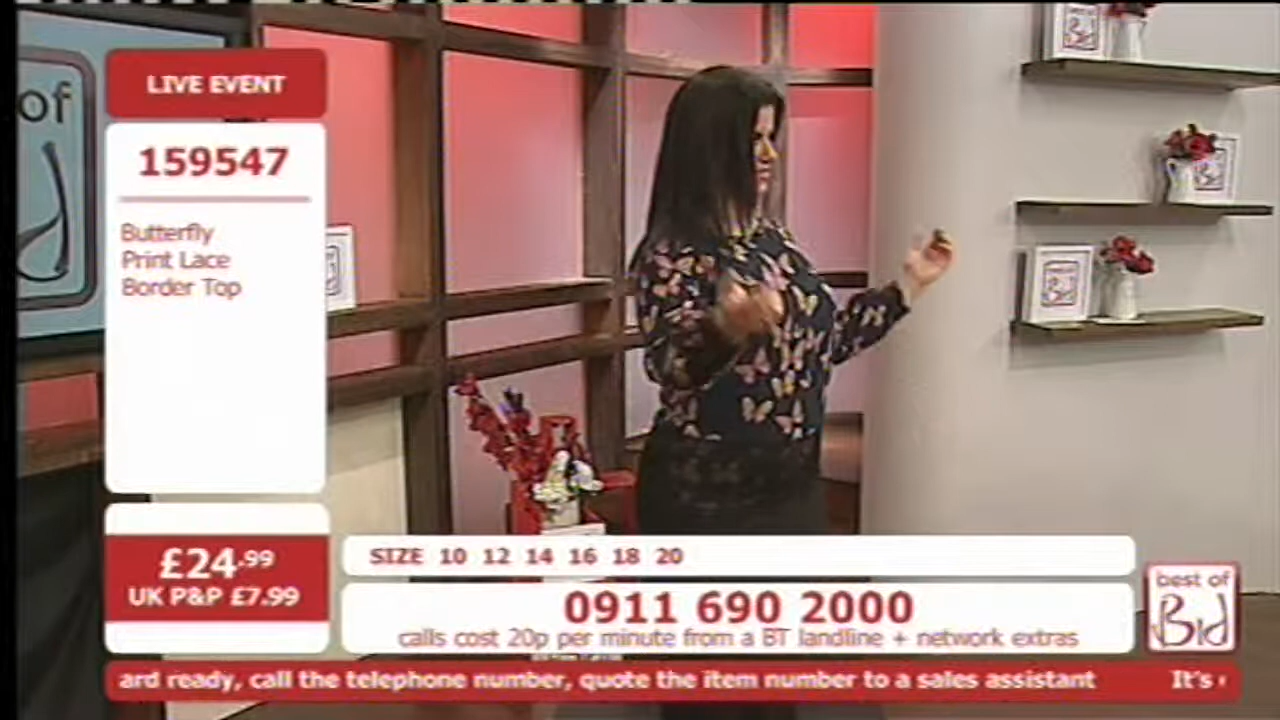 of
LIVE EVENT
159547
Butterfly
Print Lace
Border Top
£24.99
UK P&P £7.99
SIZE 10 12 14 16 18 20
0911 690 2000
calls cost 20p per minute from a BT landline + network extras
best of
Bid
ard ready, call the telephone number, quote the item number to a sales assistant It's